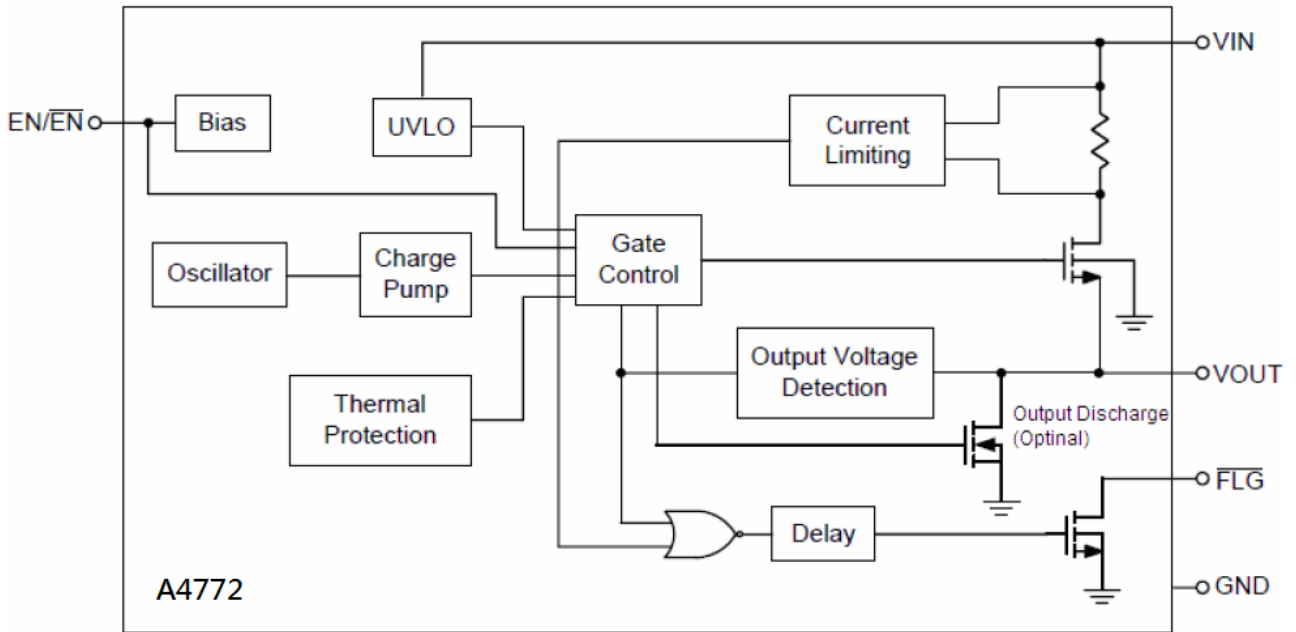 VIN
EN/EN
Bias
UVLO
Current
Limiting
Oscillator
Charge
Pump
Gate
Control
Output Voltage
Detection
VOUT
Thermal
Protection
Output Discharge
(Optinal)
FLG
Delay
A4772
GND